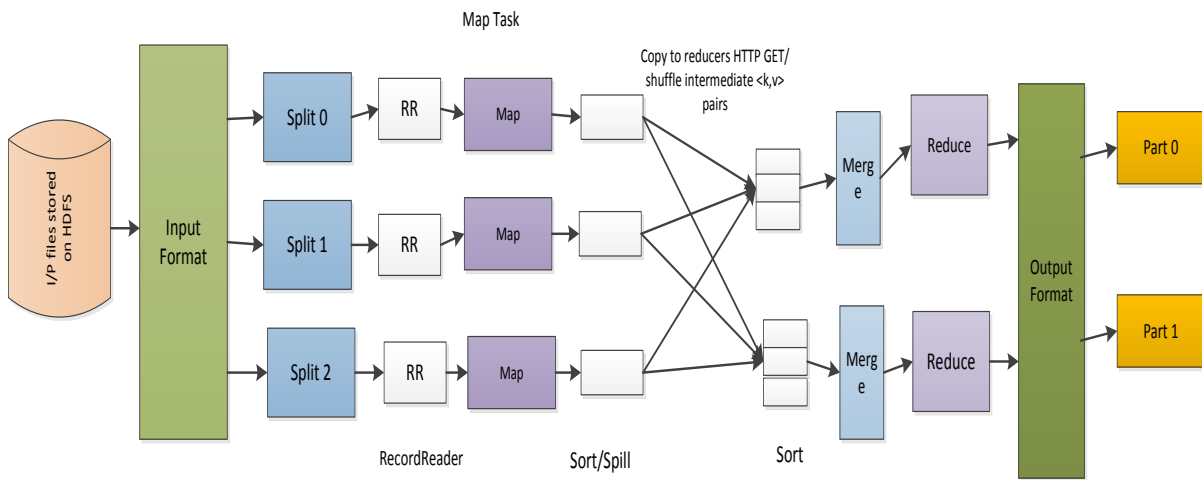 Map Task
Copy to reducers HTTP GET/
shuffle intermediate <k,v>
pairs
I/P files stored
on HDFS
Input
Format
Split 0
RR
Map
Split 1
RR
Map
Split 2
RR
Map
Merg
e
Reduce
Merg
e
Reduce
Output
Format
Part 0
Part 1
RecordReader
Sort/Spill
Sort